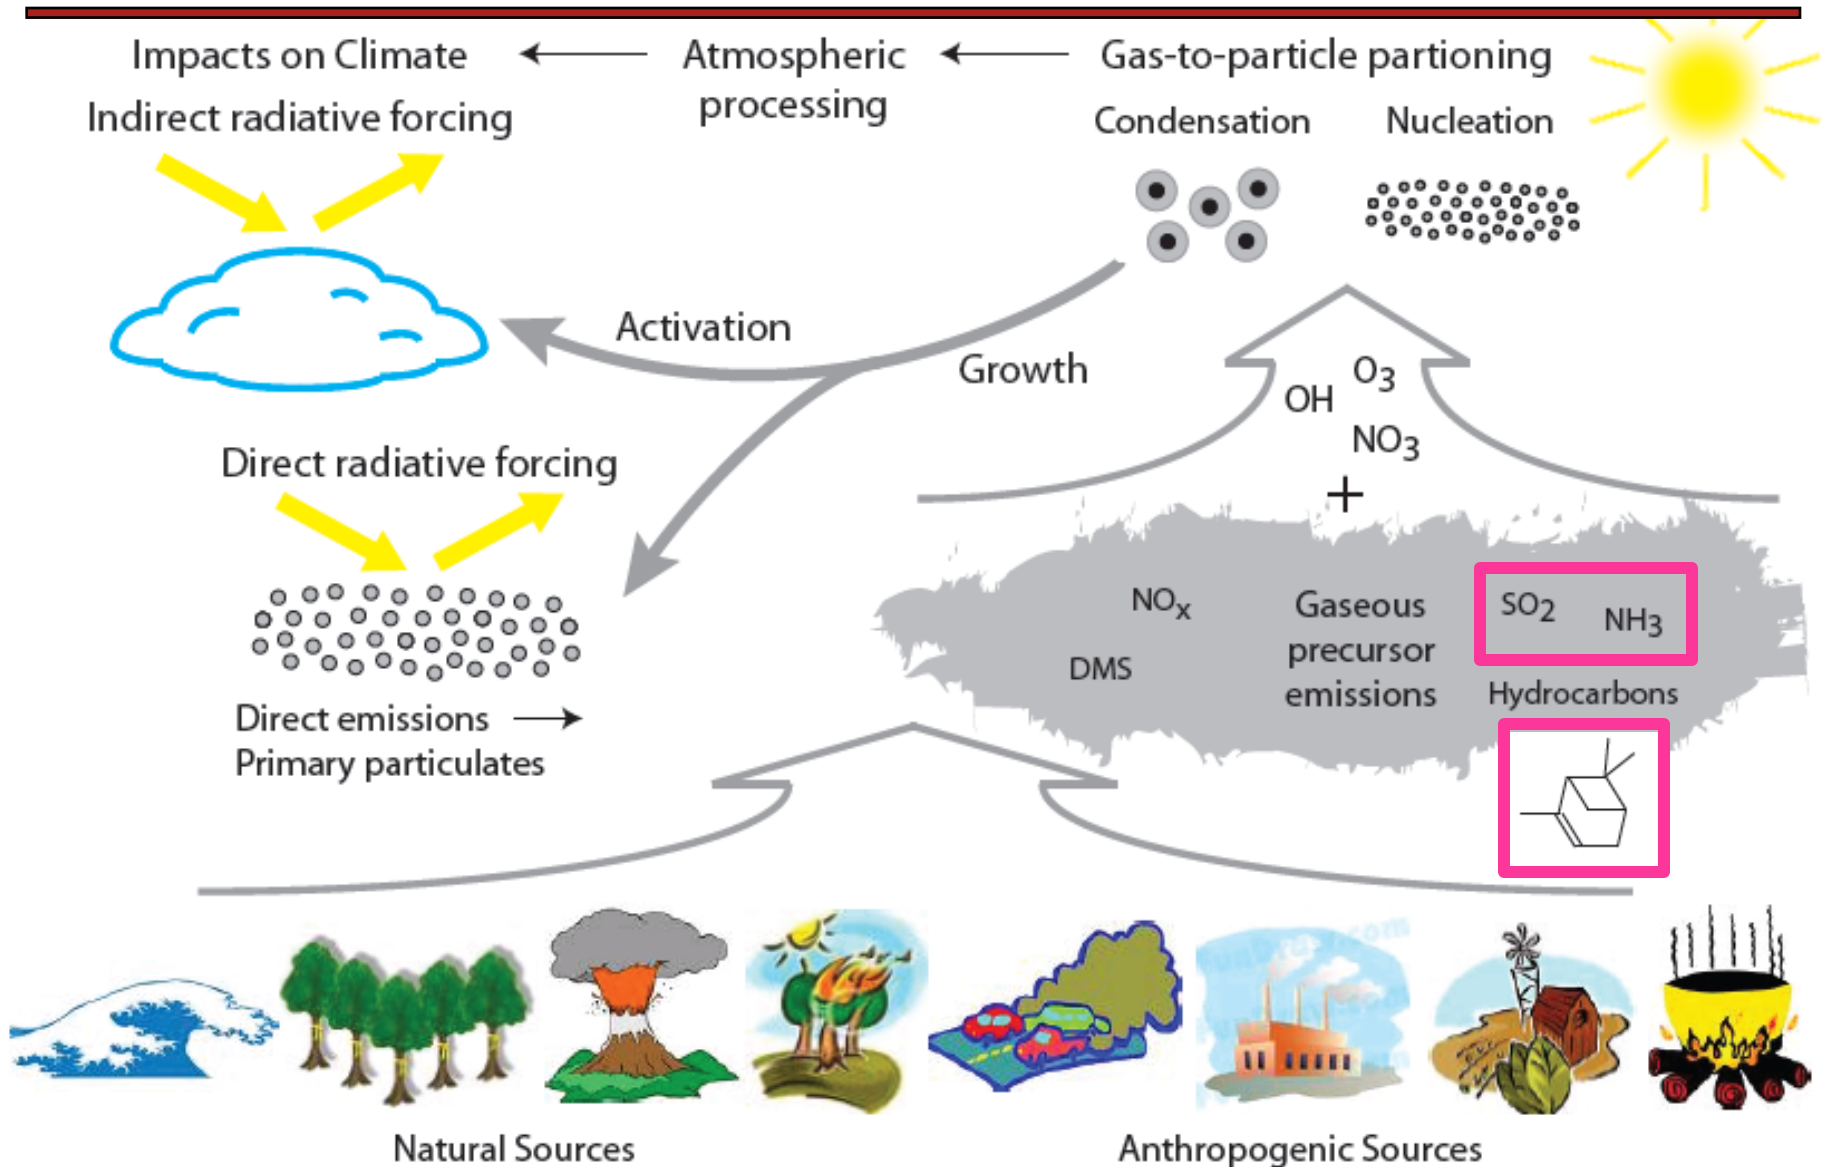 Impacts on Climate
Atmospheric
processing
Gas-to-particle partioning
Indirect radiative forcing
Condensation
Nucleation
Activation
Growth
O3
OH
NO3
+
Direct radiative forcing
NOx
DMS
Gaseous
precursor
emissions
SO2
NH3
Hydrocarbons
Direct emissions
Primary particulates
Natural Sources
Anthropogenic Sources